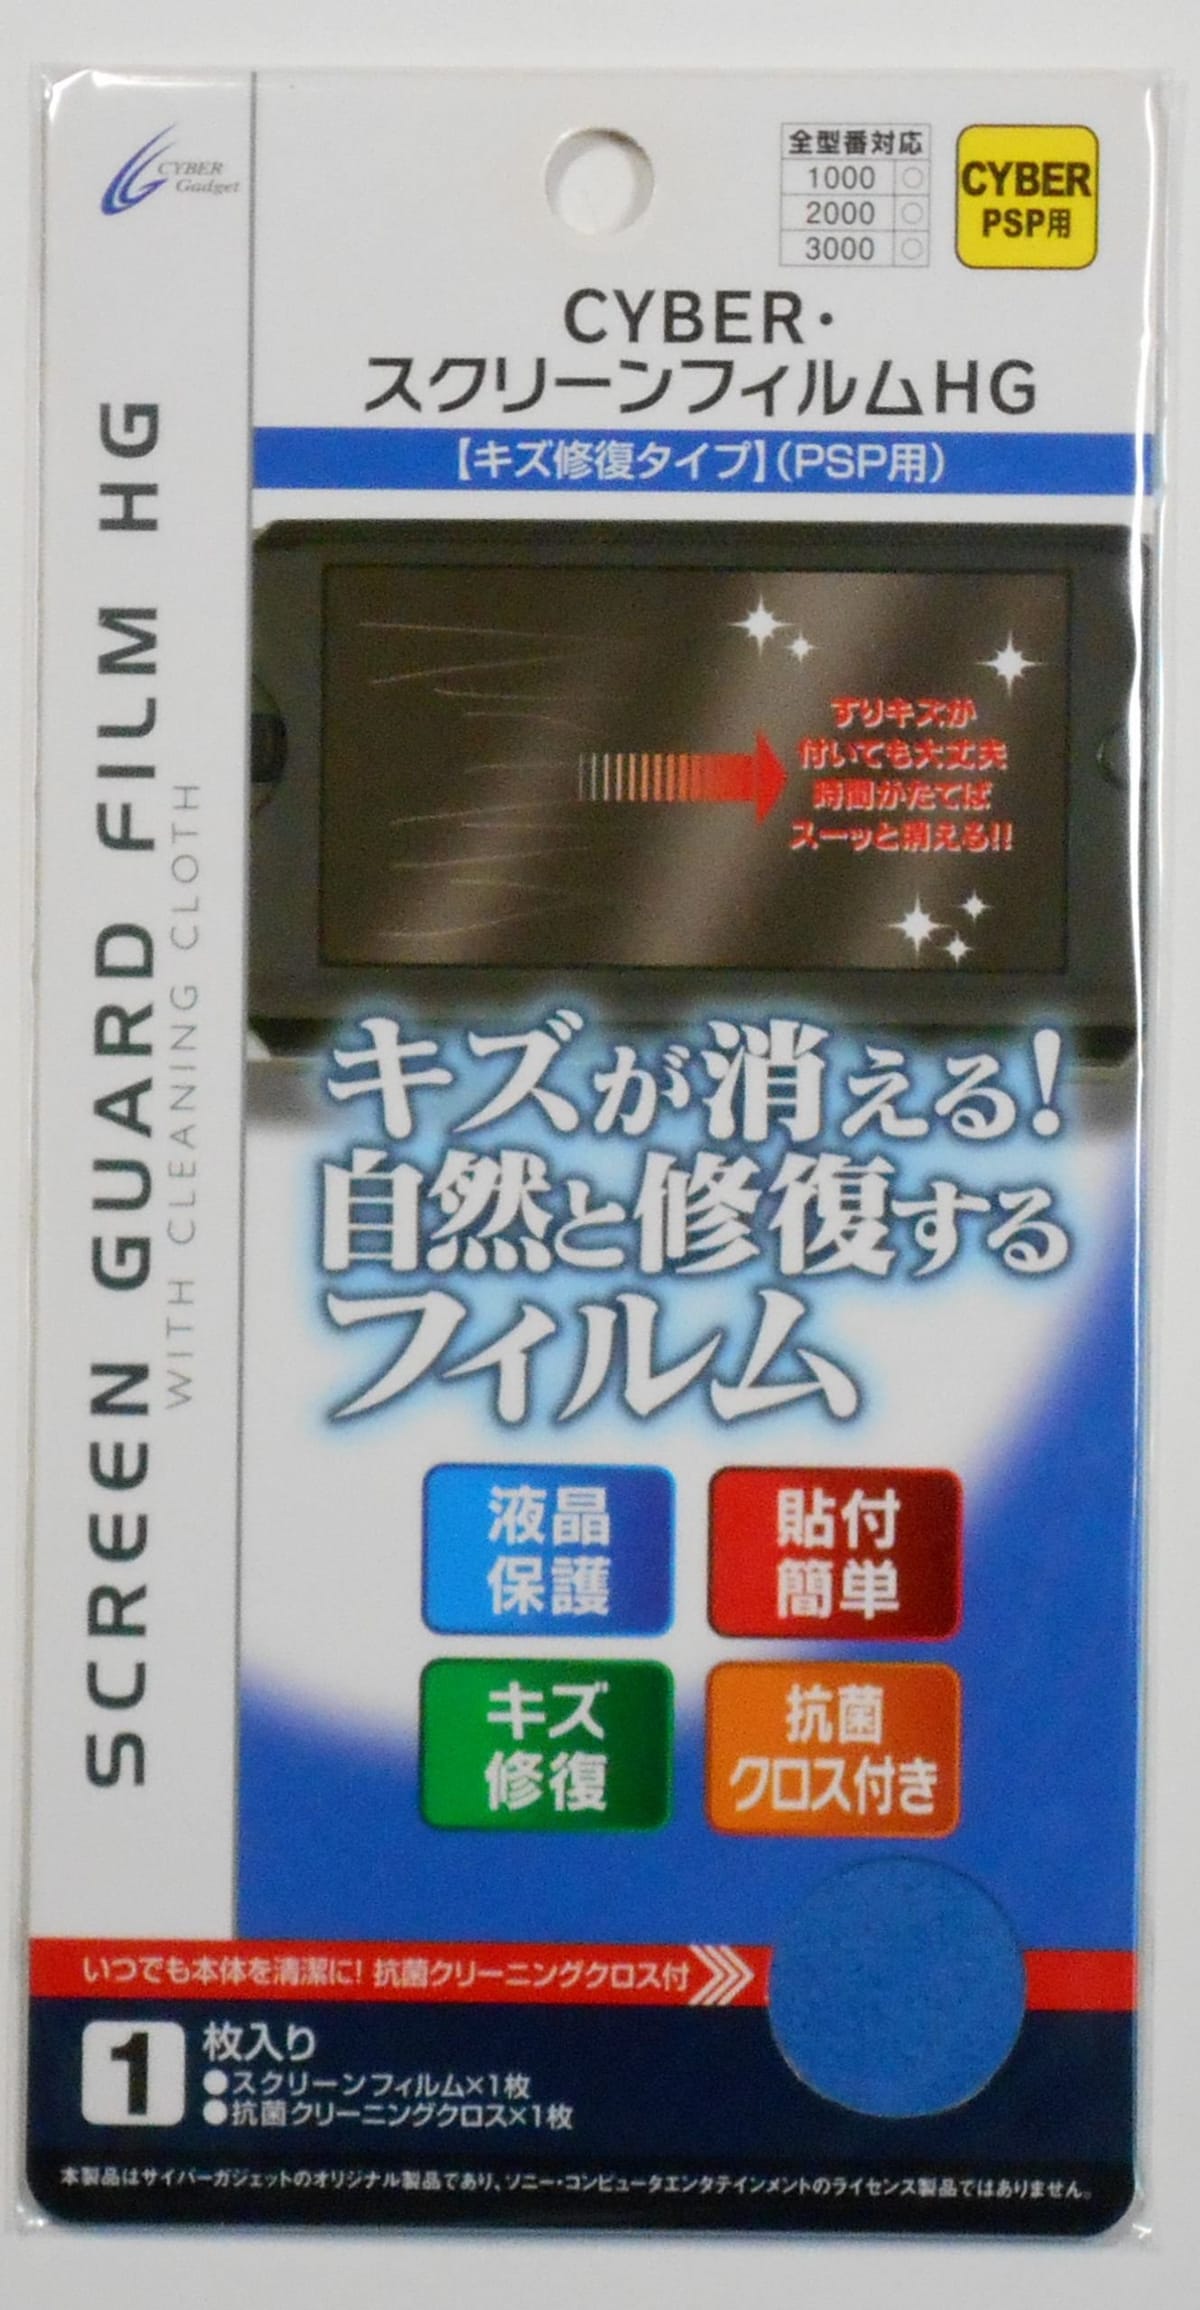 CYBER
Gadget
全型番対応
1000 ○
2000 ○
3000 ○
CYBER
PSP用
CYBER・
スクリーンフィルムHG
【キズ修復タイプ】(PSP用)
SCREEN GUARD FILM HG
WITH CLEANING CLOTH
すりキズが
付いても大丈夫
時間がたてば
スーッと消える!!
キズが消える!
自然と修復する
フィルム
液晶
保護
貼付
簡単
キズ
修復
抗菌
クロス付き
いつでも本体を清潔に! 抗菌クリーニングクロス付
1枚入り
●スクリーンフィルム×1枚
●抗菌クリーニングクロス×1枚
本製品はサイバーガジェットのオリジナル製品であり、ソニー・コンピュータエンタテインメントのライセンス製品ではありません。